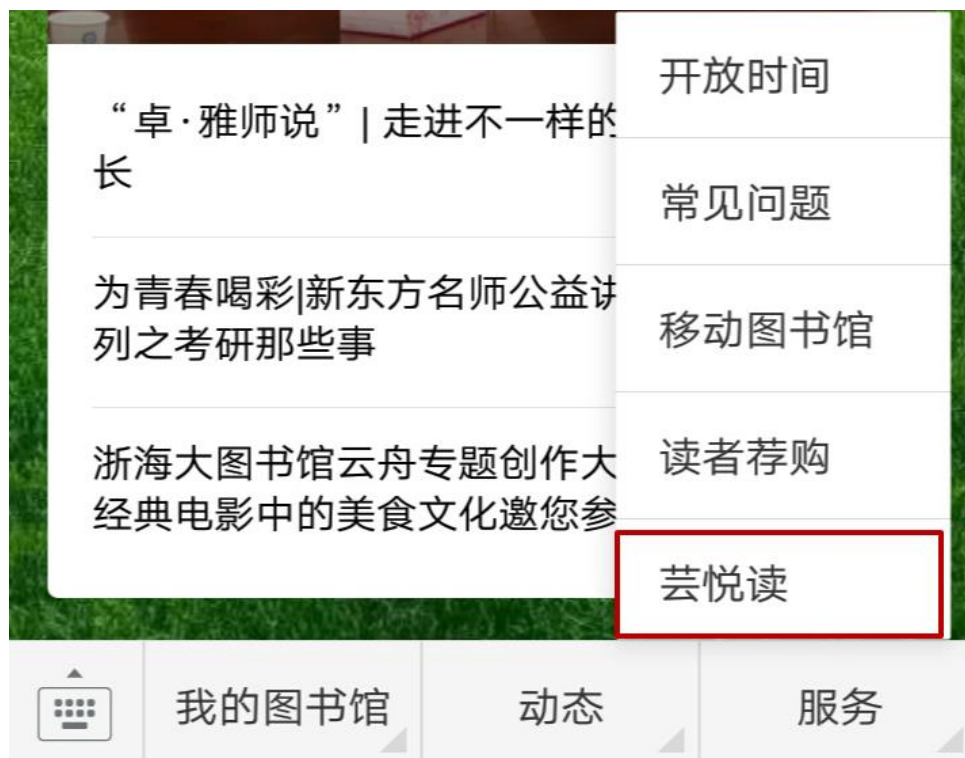 “卓·雅师说”| 走进不一样的
长
为青春喝彩|新东方名师公益讲
列之考研那些事
浙海大图书馆云舟专题创作大
经典电影中的美食文化邀您参
开放时间
常见问题
移动图书馆
读者荐购
芸悦读
我的图书馆
动态
服务